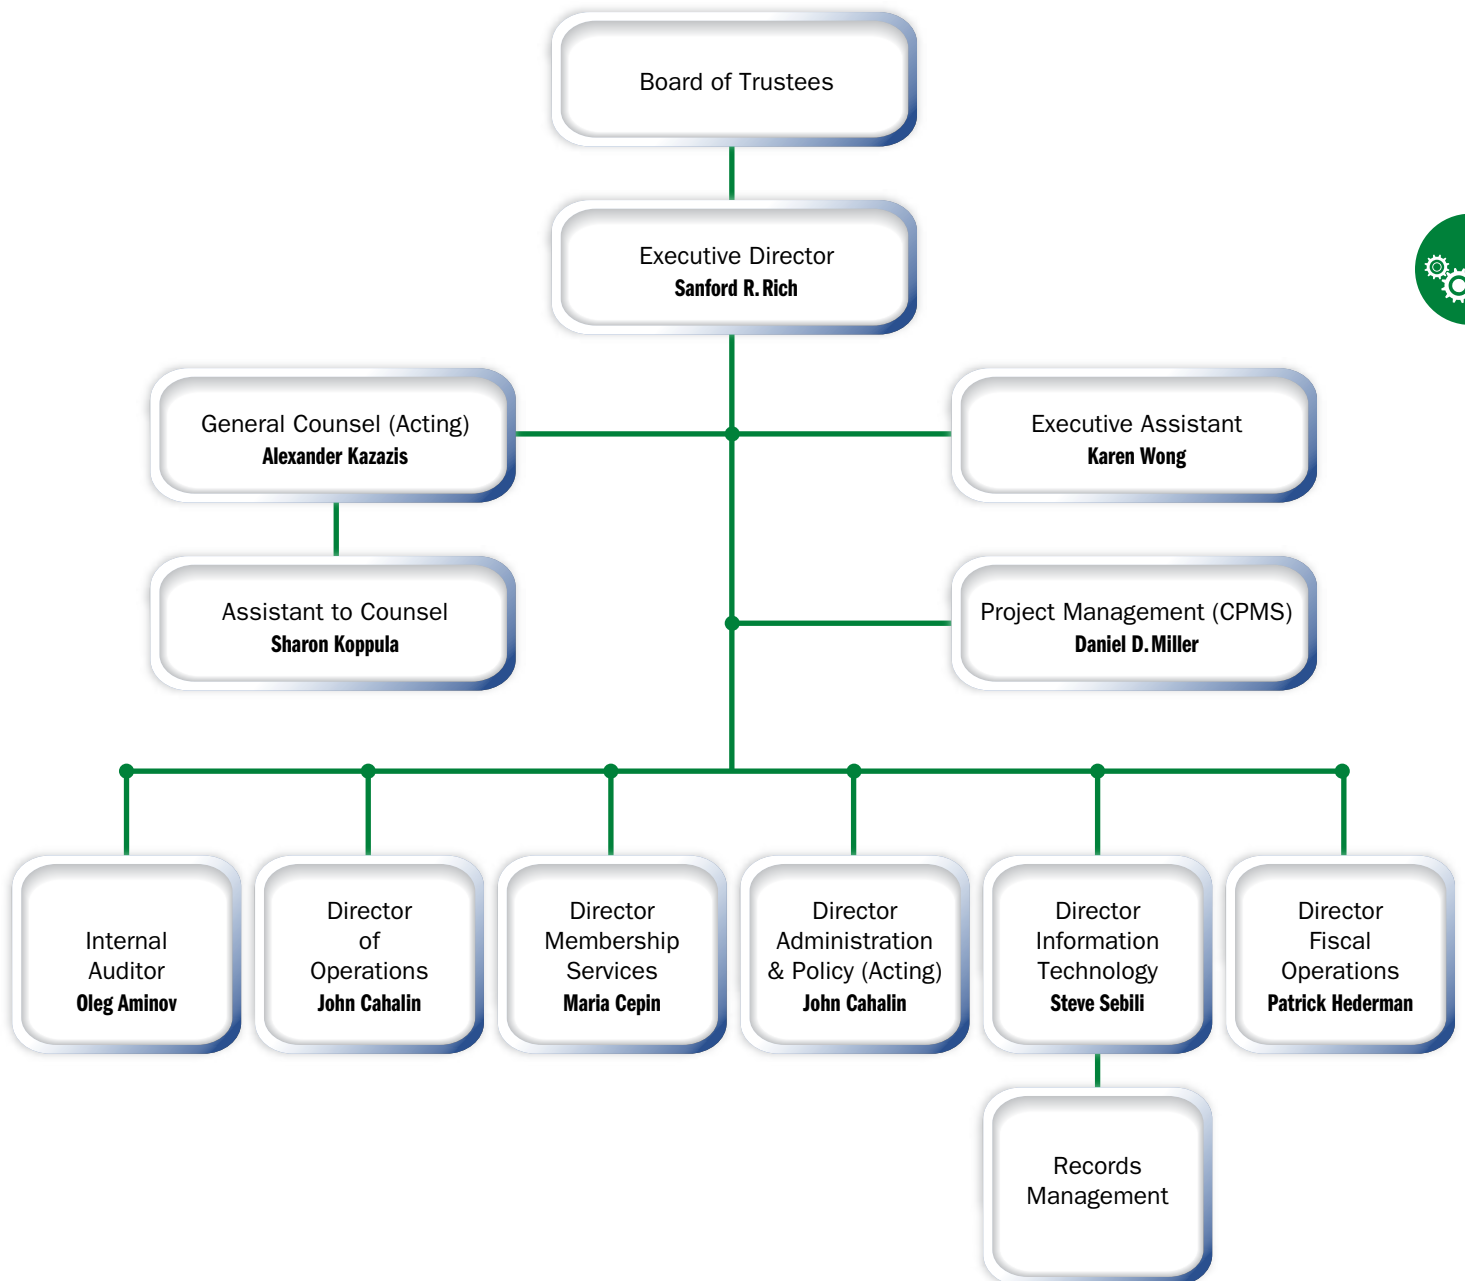 Board of Trustees
Executive Director
Sanford R. Rich
General Counsel (Acting)
Alexander Kazazis
Executive Assistant
Karen Wong
Assistant to Counsel
Sharon Koppula
Project Management (CPMS)
Daniel D. Miller
Internal
Auditor
Oleg Aminov
Director
of
Operations
John Cahalin
Director
Membership
Services
Maria Cepin
Director
Administration
& Policy (Acting)
John Cahalin
Director
Information
Technology
Steve Sebili
Director
Fiscal
Operations
Patrick Hederman
Records
Management